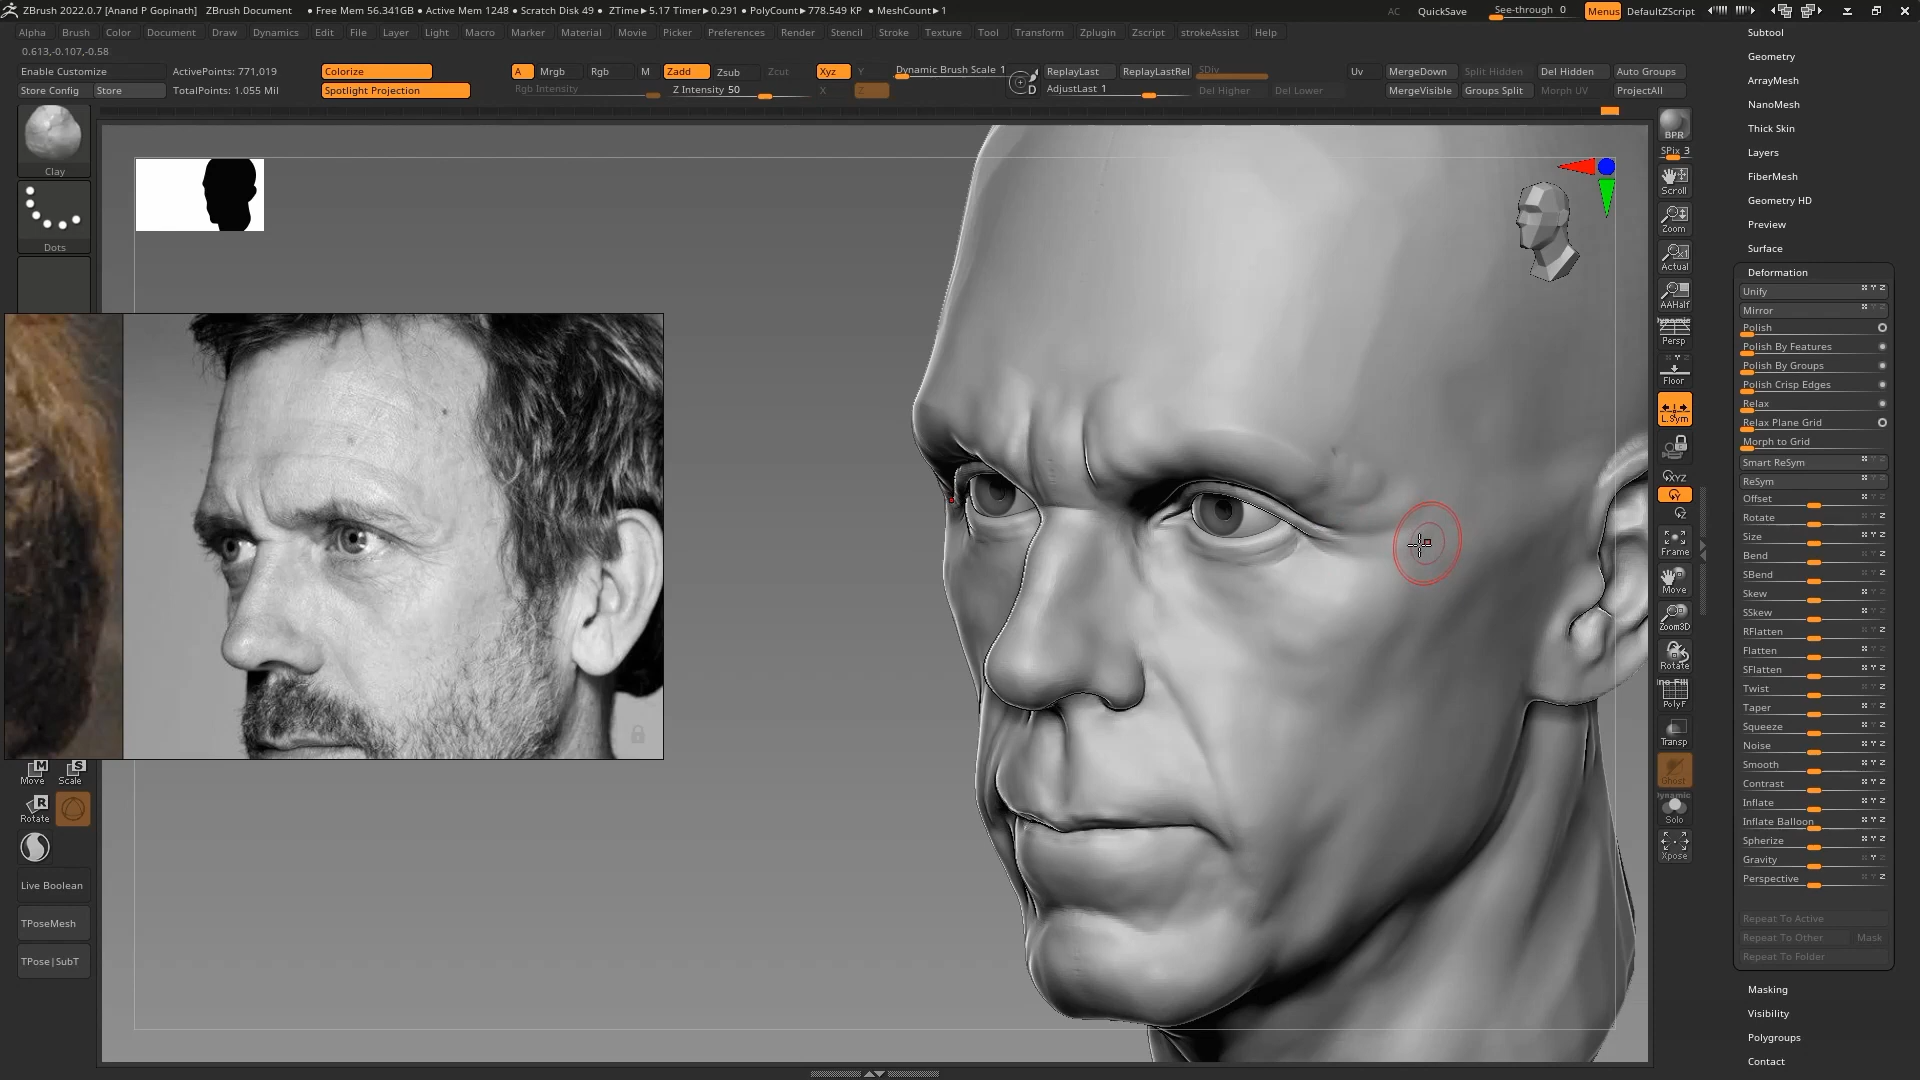 ZBrush 2022.0.7 [Anand P Gopinath] ZBrush Document • Free Mem 56.341GB • Active Mem 1248 • Scratch Disk 49 • ZTime►5.17 Timer►0.291 • PolyCount►778.549 KP • MeshCount►1 AC QuickSave See-through 0 Menus DefaultZScript
Alpha Brush Color Document Draw Dynamics Edit File Layer Light Macro Marker Material Movie Picker Preferences Render Stencil Stroke Texture Tool Transform Zplugin Zscript strokeAssist Help
0.613,-0.107,-0.58
Enable Customize ActivePoints: 771,019 Colorize A Mrgb Rgb M Zadd Zsub Zcut Xyz Y Dynamic Brush Scale 1 ReplayLast ReplayLastRel SDiv Uv MergeDown Split Hidden Del Hidden Auto Groups
Store Config Store TotalPoints: 1.055 Mil Spotlight Projection Rgb Intensity Z Intensity 50 X Z D AdjustLast 1 Del Higher Del Lower MergeVisible Groups Split Morph UV ProjectAll
Clay
Dots
Move Scale
M S
R
Rotate
Live Boolean
TPoseMesh
TPose|SubT
BPR
SPix 3
Scroll
Zoom
Actual
AAHalf
Dynamic
Persp
Floor
L.Sym
XYZ
Y
Z
Frame
Move
Zoom3D
Rotate
PolyF
Transp
Ghost
Dynamic
Solo
Xpose
Subtool
Geometry
ArrayMesh
NanoMesh
Thick Skin
Layers
FiberMesh
Geometry HD
Preview
Surface
Deformation
Unify
Mirror
Polish
Polish By Features
Polish By Groups
Polish Crisp Edges
Relax
Relax Plane Grid
Morph to Grid
Smart ReSym
ReSym
Offset
Rotate
Size
Bend
SBend
Skew
SSkew
RFlatten
Flatten
SFlatten
Twist
Taper
Squeeze
Noise
Smooth
Contrast
Inflate
Inflate Balloon
Spherize
Gravity
Perspective
Repeat To Active
Repeat To Other Mask
Repeat To Folder
Masking
Visibility
Polygroups
Contact